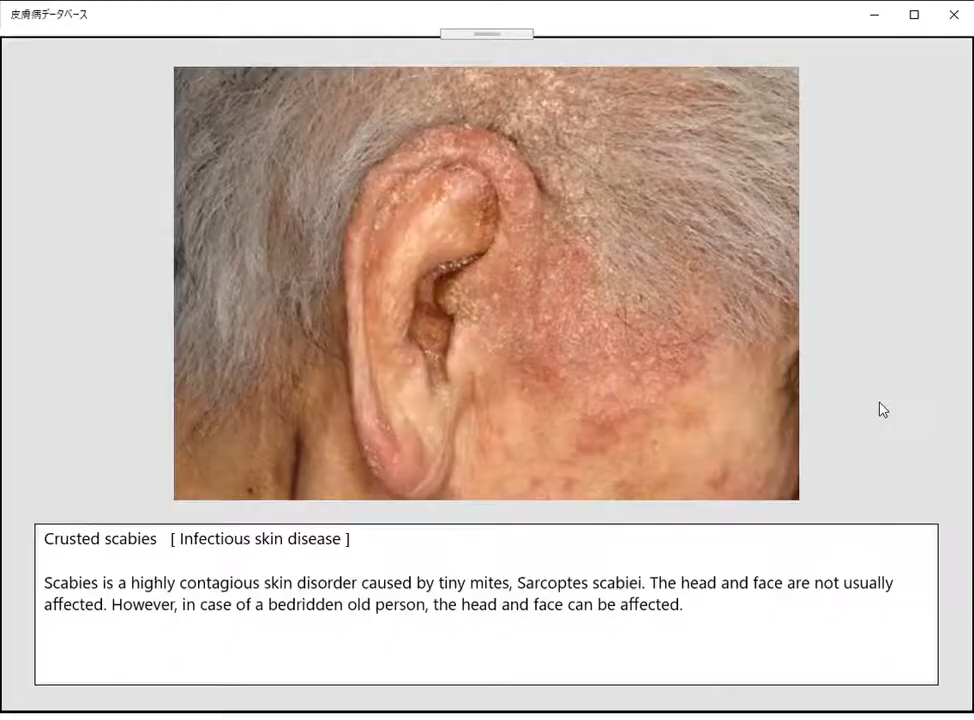 皮膚病データベース
Crusted scabies [ Infectious skin disease ]
Scabies is a highly contagious skin disorder caused by tiny mites, Sarcoptes scabiei. The head and face are not usually
affected. However, in case of a bedridden old person, the head and face can be affected.